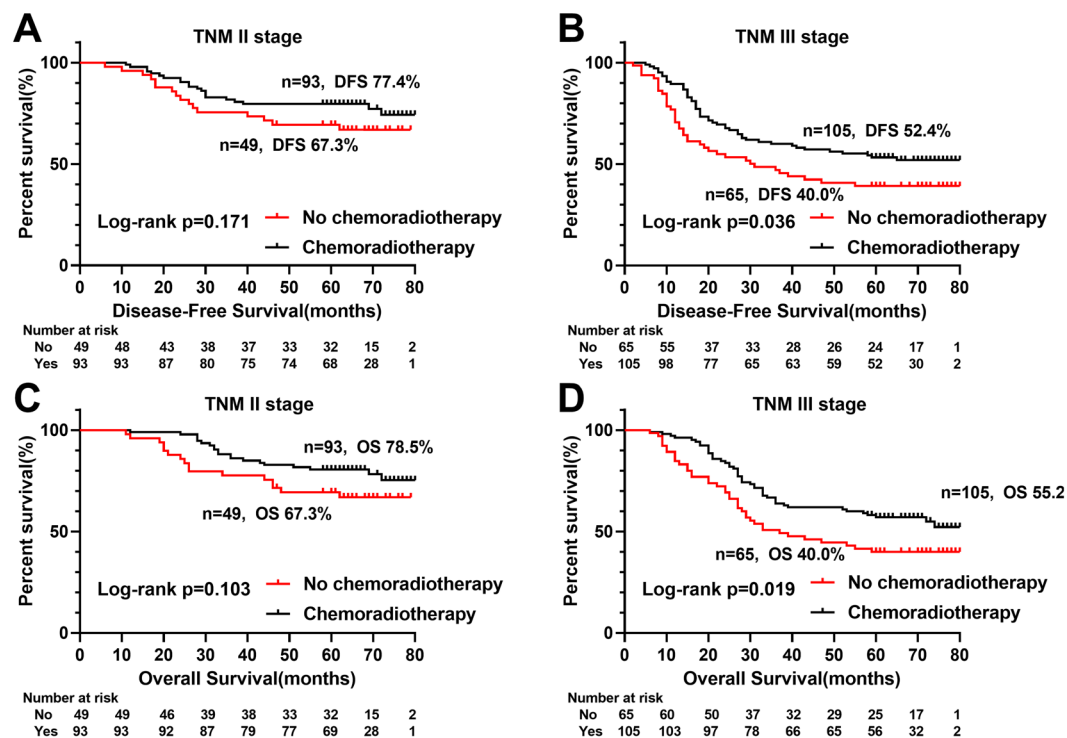 A
TNM II stage
Percent survival(%)
100
50
0
n=93, DFS 77.4%
n=49, DFS 67.3%
Log-rank p=0.171
No chemoradiotherapy
Chemoradiotherapy
0 10 20 30 40 50 60 70 80
Disease-Free Survival(months)
Number at risk
No 49 48 43 38 37 33 32 15 2
Yes 93 93 87 80 75 74 68 28 1
B
TNM III stage
Percent survival(%)
100
50
0
n=105, DFS 52.4%
n=65, DFS 40.0%
Log-rank p=0.036
No chemoradiotherapy
Chemoradiotherapy
0 10 20 30 40 50 60 70 80
Disease-Free Survival(months)
Number at risk
No 65 55 37 33 28 26 24 17 1
Yes 105 98 77 65 63 59 52 30 2
C
TNM II stage
Percent survival(%)
100
50
0
n=93, OS 78.5%
n=49, OS 67.3%
Log-rank p=0.103
No chemoradiotherapy
Chemoradiotherapy
0 10 20 30 40 50 60 70 80
Overall Survival(months)
Number at risk
No 49 49 46 39 38 33 32 15 2
Yes 93 93 92 87 79 77 69 28 1
D
TNM III stage
Percent survival(%)
100
50
0
n=105, OS 55.2
n=65, OS 40.0%
Log-rank p=0.019
No chemoradiotherapy
Chemoradiotherapy
0 10 20 30 40 50 60 70 80
Overall Survival(months)
Number at risk
No 65 60 50 37 32 29 25 17 1
Yes 105 103 97 78 66 65 56 32 2